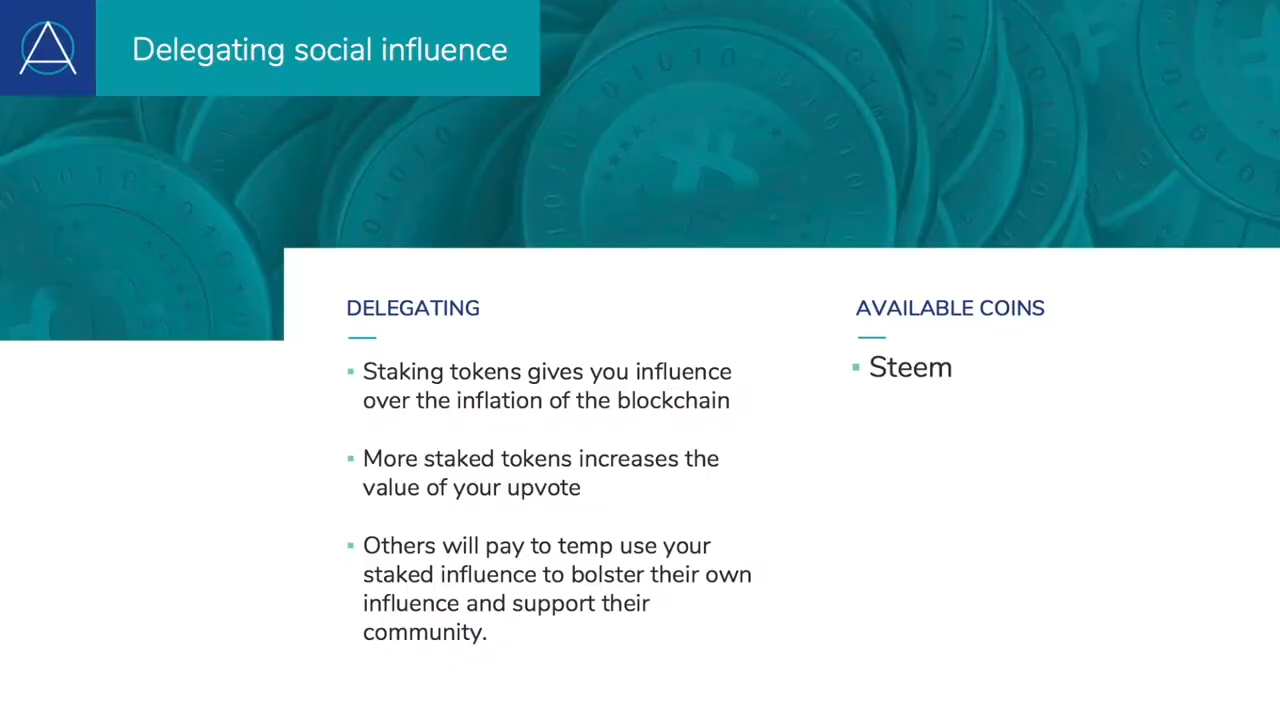 Delegating social influence
DELEGATING
Staking tokens gives you influence
over the inflation of the blockchain
More staked tokens increases the
value of your upvote
Others will pay to temp use your
staked influence to bolster their own
influence and support their
community.
AVAILABLE COINS
Steem